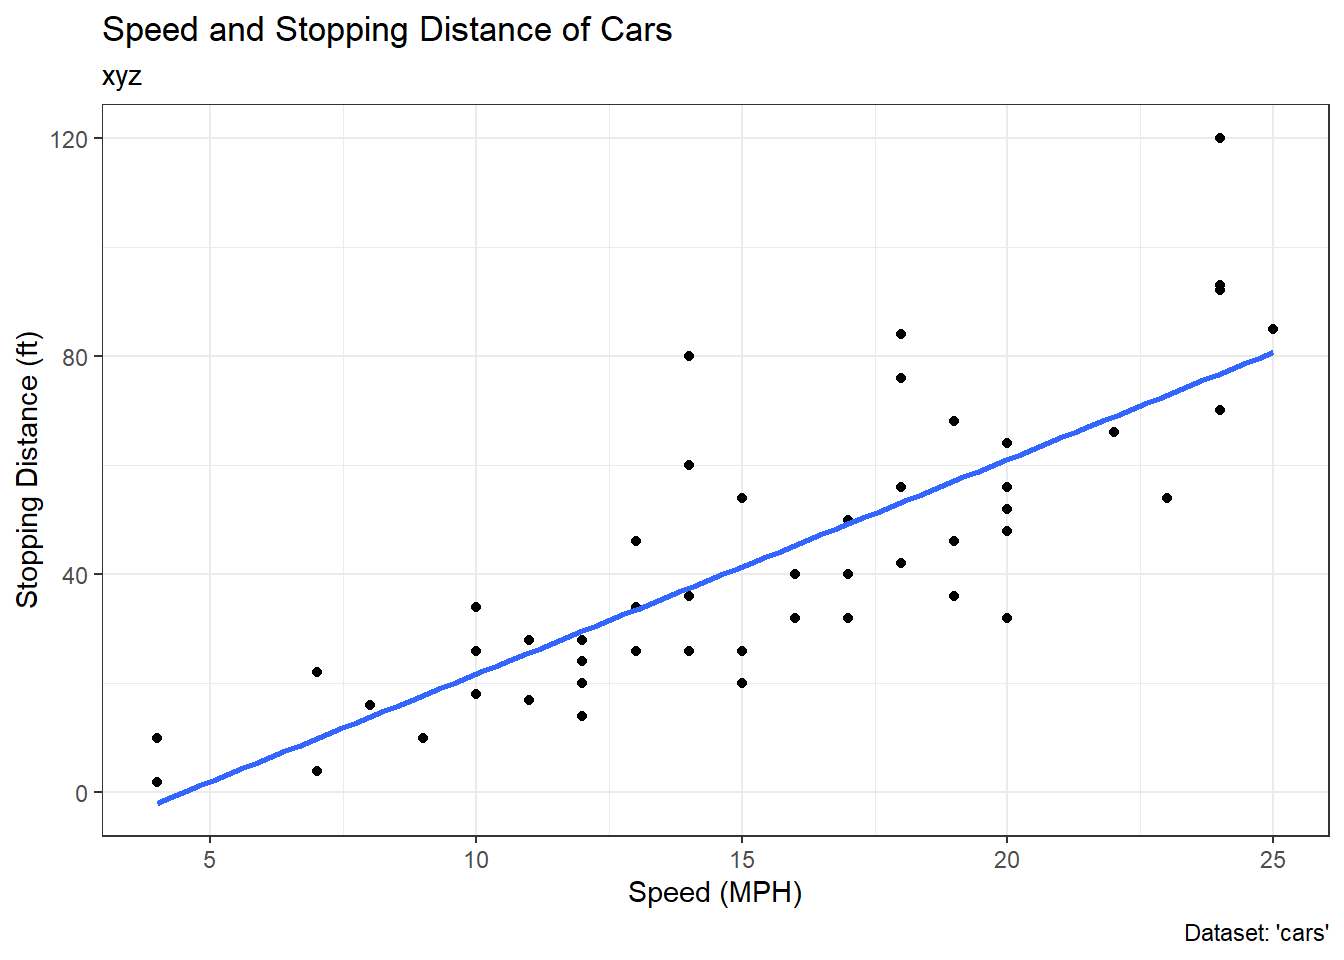 Speed and Stopping Distance of Cars
xyz
120
80
40
0
Stopping Distance (ft)
5 10 15 20 25
Speed (MPH)
Dataset: 'cars'